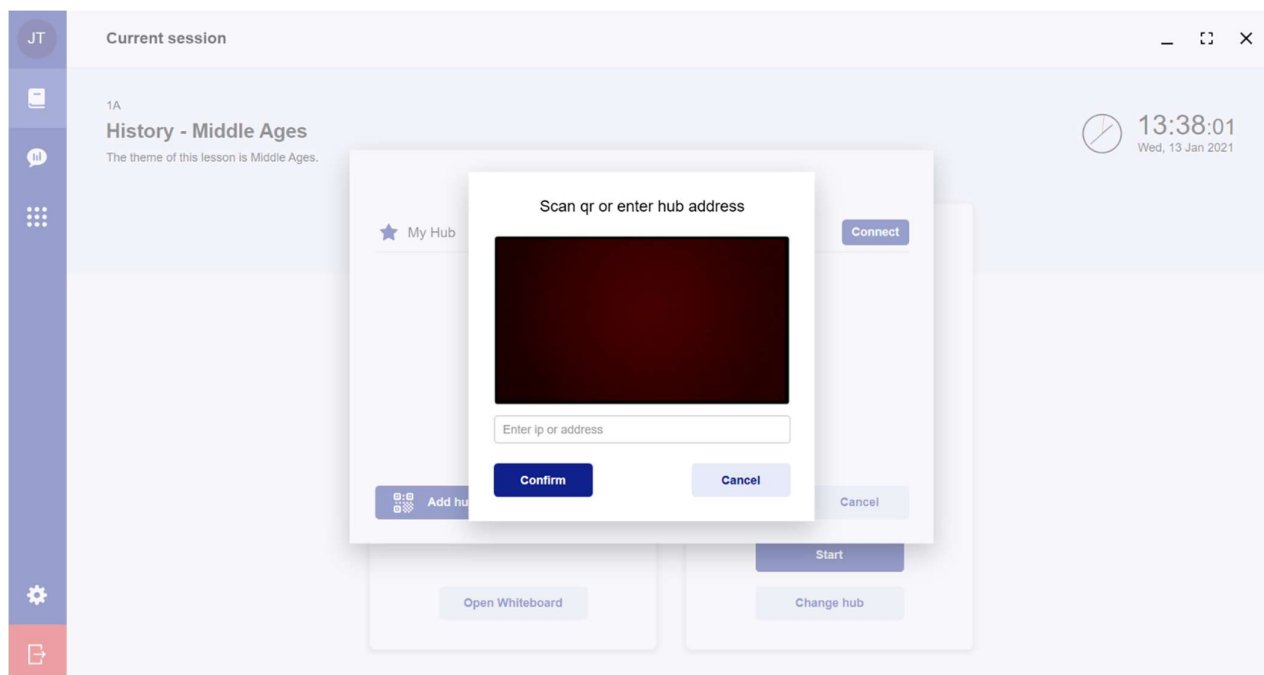 JT
Current session
1A
History - Middle Ages
The theme of this lesson is Middle Ages.
13:38:01
Wed, 13 Jan 2021
Scan qr or enter hub address
My Hub
Connect
Enter ip or address
Confirm
Cancel
Add hu
Cancel
Start
Open Whiteboard
Change hub